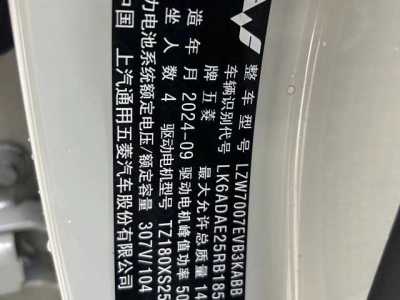 整车型号 LZW7007EVB3KABB
车辆识别代号 LK6ADAE25RB185
牌 五菱 最大允许总质量 14
造年月 2024-09 驱动电机峰值功率 50
坐人数 4 驱动电机型号 TZ180XS25
力电池系统额定电压/额定容量 307V/104
中国 上汽通用五菱汽车股份有限公司